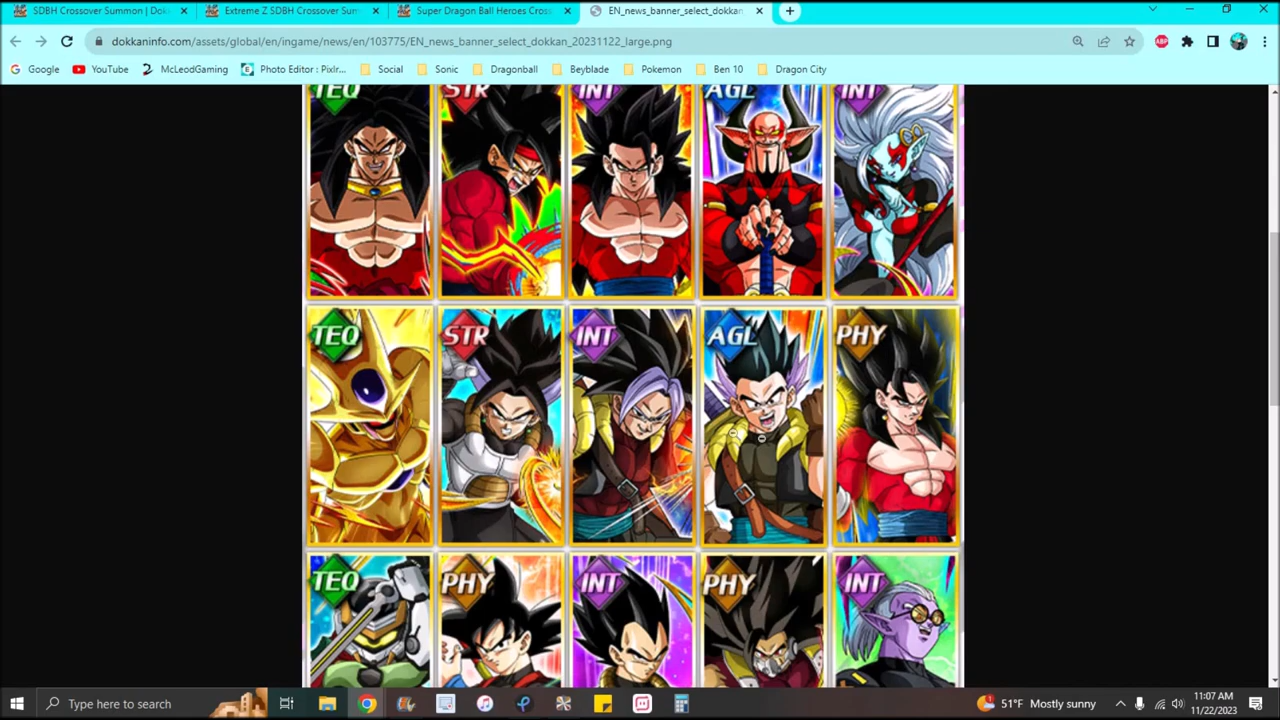 SDBH Crossover Summon | Dok
Extreme Z SDBH Crossover Sum
Super Dragon Ball Heroes Cross
EN_news_banner_select_dokkan
dokkaninfo.com/assets/global/en/ingame/news/en/103775/EN_news_banner_select_dokkan_20231122_large.png
ABP
Google
YouTube
McLeodGaming
Photo Editor : Pixlr...
Social
Sonic
Dragonball
Beyblade
Pokemon
Ben 10
Dragon City
TEQ STR INT AGL INT
TEQ STR INT AGL PHY
TEQ PHY INT PHY INT
Type here to search
51°F Mostly sunny
11:07 AM
11/22/2023